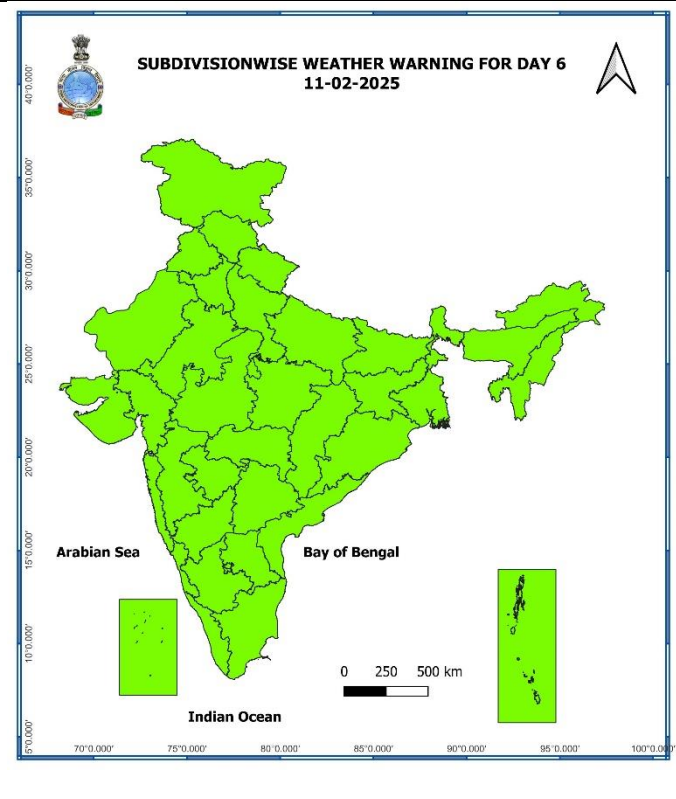 SUBDIVISIONWISE WEATHER WARNING FOR DAY 6
11-02-2025
40°0.000'
35°0.000'
30°0.000'
25°0.000'
20°0.000'
15°0.000'
10°0.000'
5°0.000'
Arabian Sea
Bay of Bengal
0 250 500 km
Indian Ocean
70°0.000' 75°0.000' 80°0.000' 85°0.000' 90°0.000' 95°0.000' 100°0.000'